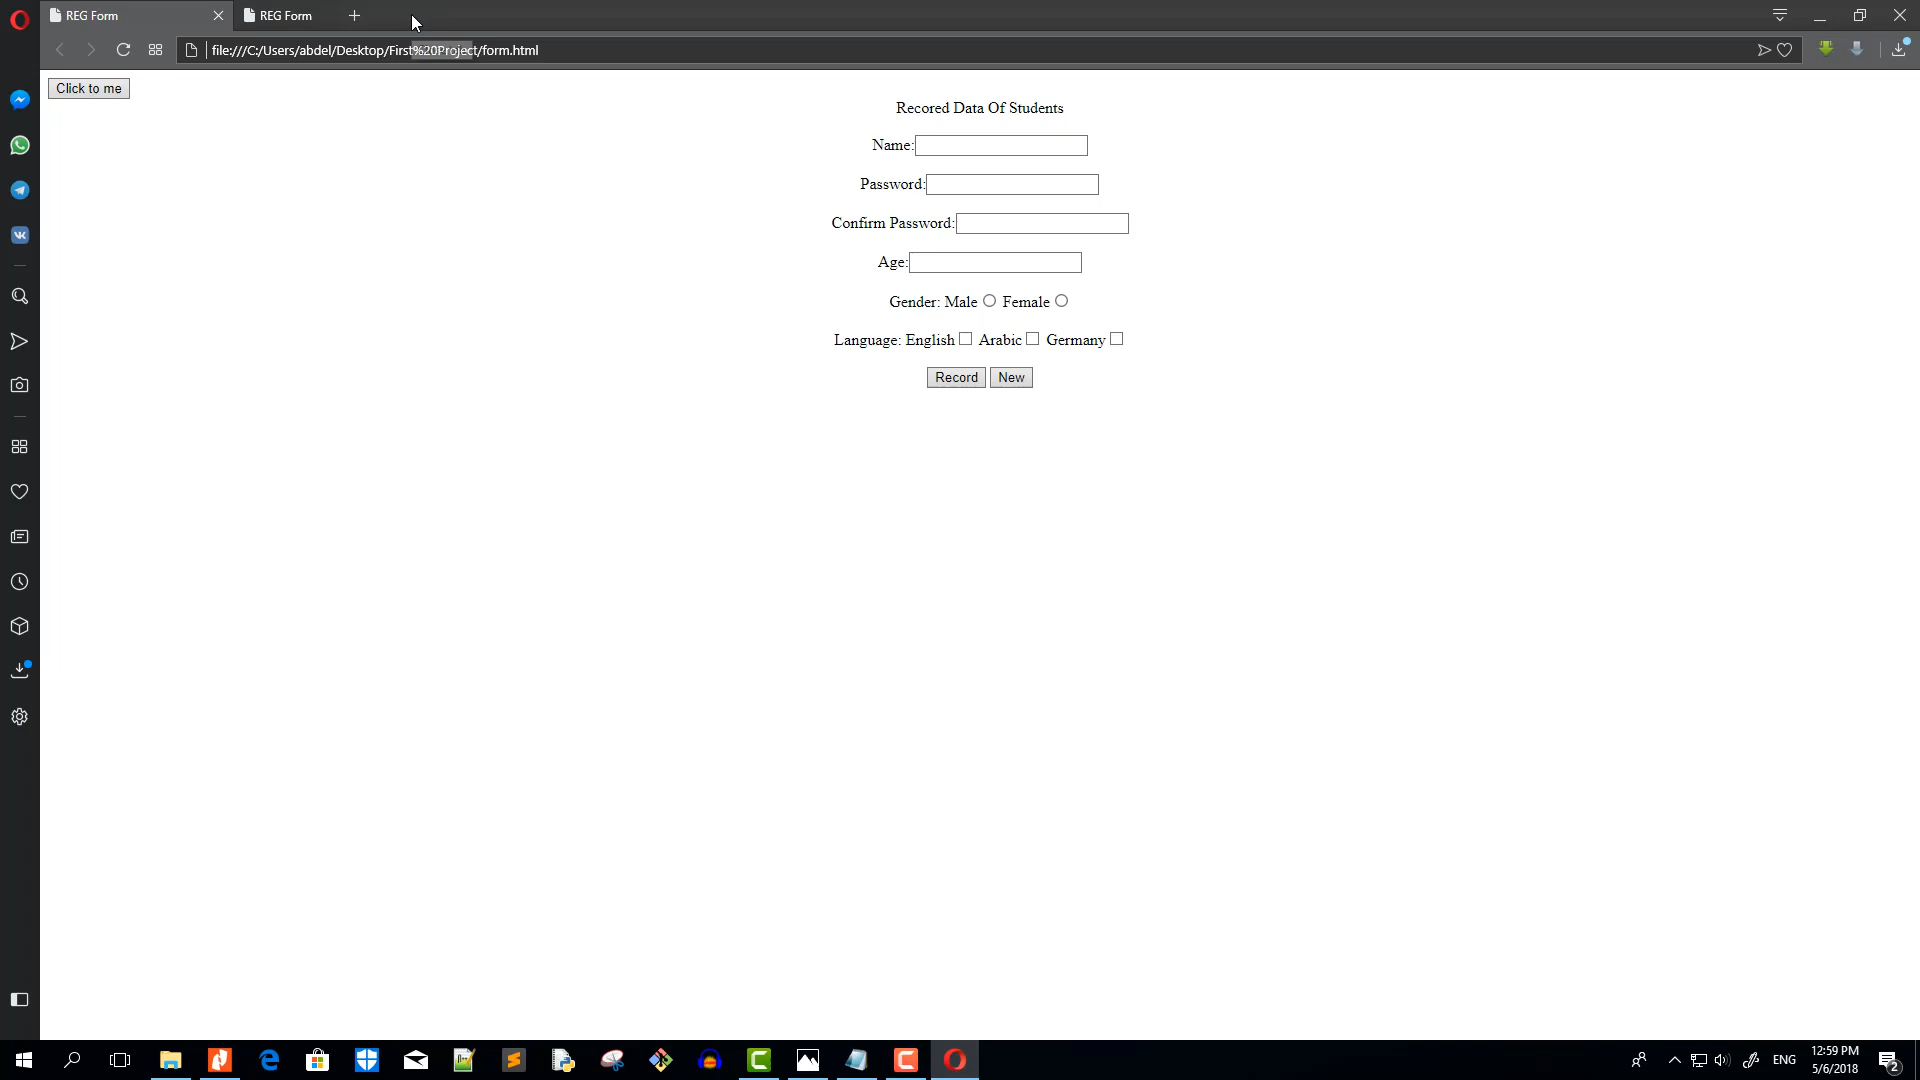 REG Form
REG Form
file:///C:/Users/abdel/Desktop/First%20Project/form.html
Click to me
Recored Data Of Students
Name:
Password:
Confirm Password:
Age:
Gender: Male Female
Language: English Arabic Germany
Record New
ENG
12:59 PM
5/6/2018
2